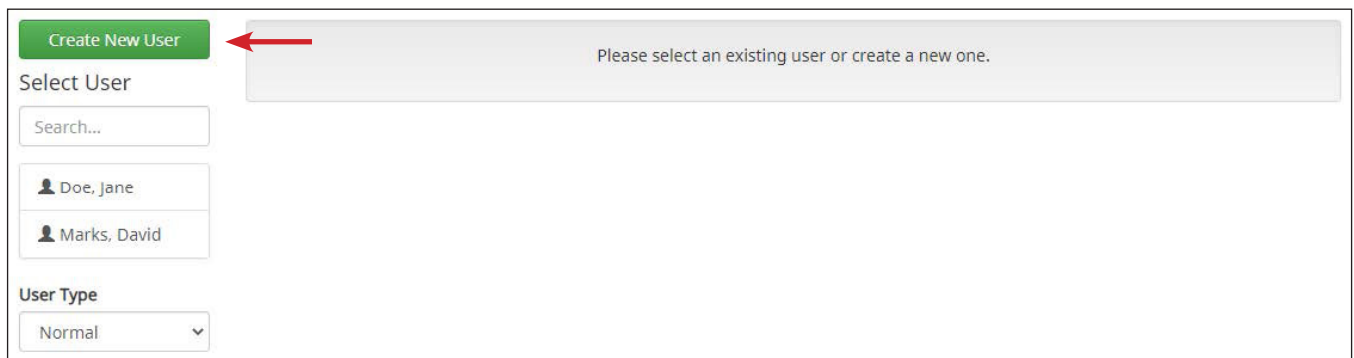 Create New User
Please select an existing user or create a new one.
Select User
Search...
Doe, Jane
Marks, David
User Type
Normal